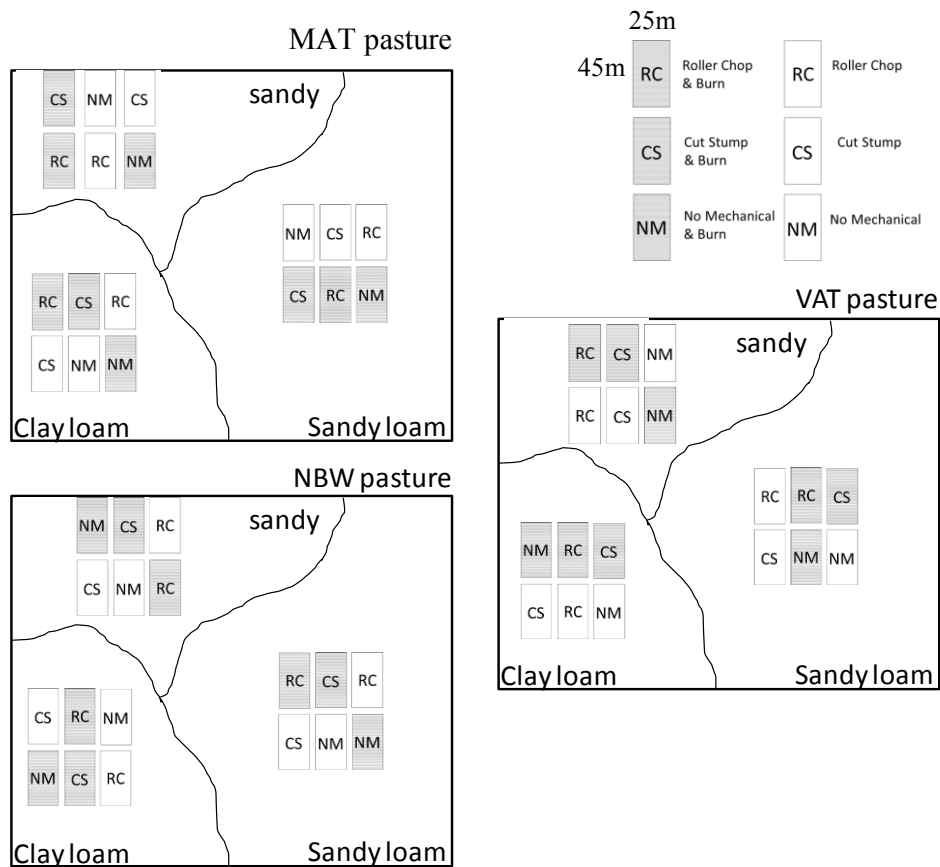 MAT pasture
sandy
CS NM CS
RC RC NM
NM CS RC
CS RC NM
RC CS RC
CS NM NM
Clay loam Sandy loam
25m
45m
RC Roller Chop & Burn
RC Roller Chop
CS Cut Stump & Burn
CS Cut Stump
NM No Mechanical & Burn
NM No Mechanical
NBW pasture
sandy
NM CS RC
CS NM RC
RC CS RC
CS NM NM
CS RC NM
NM CS RC
Clay loam Sandy loam
VAT pasture
sandy
RC CS NM
RC CS NM
RC RC CS
CS NM NM
NM RC CS
CS RC NM
Clay loam Sandy loam